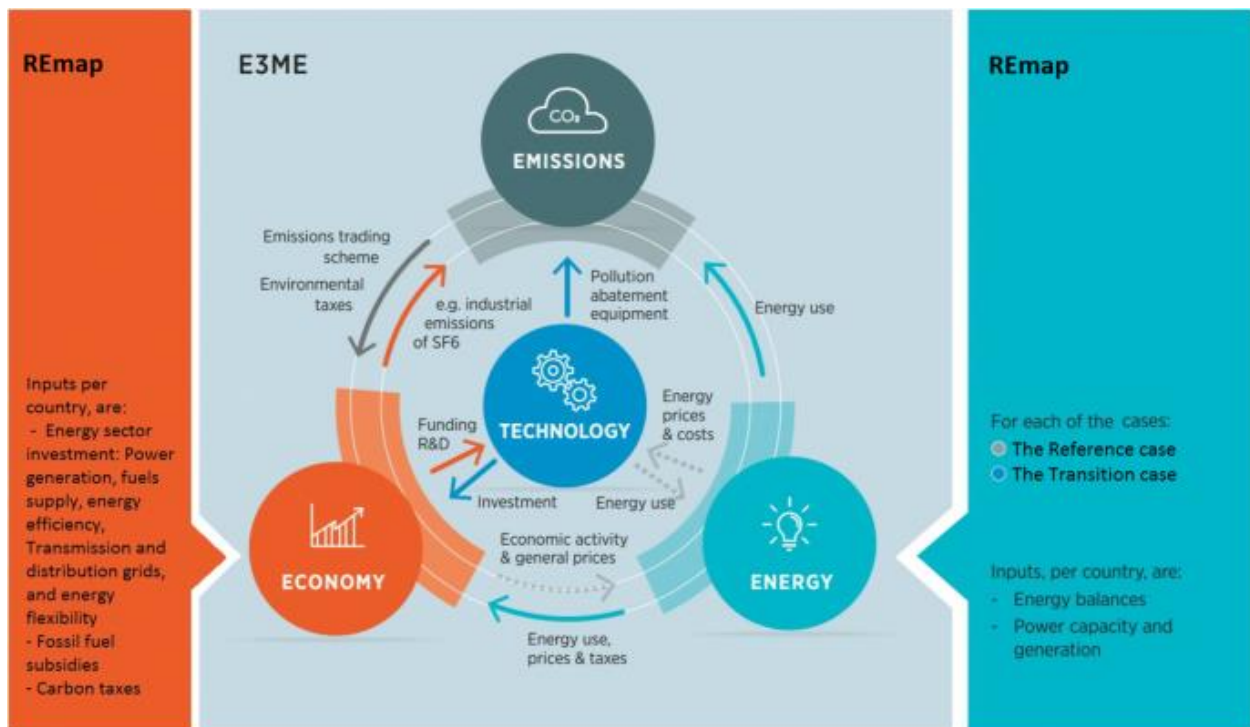 REmap
Inputs per
country, are:
- Energy sector
investment: Power
generation, fuels
supply, energy
efficiency,
Transmission and
distribution grids,
and energy
flexibility
- Fossil fuel
subsidies
- Carbon taxes
E3ME
CO₂
EMISSIONS
Emissions trading
scheme
Environmental
taxes
e.g. industrial
emissions
of SF6
Pollution
abatement
equipment
Energy use
TECHNOLOGY
Funding
R&D
Investment
Energy
prices
& costs
Energy use
ECONOMY
Economic activity
& general prices
Energy use,
prices & taxes
ENERGY
REmap
For each of the cases:
The Reference case
The Transition case
Inputs, per country, are:
- Energy balances
- Power capacity and
generation